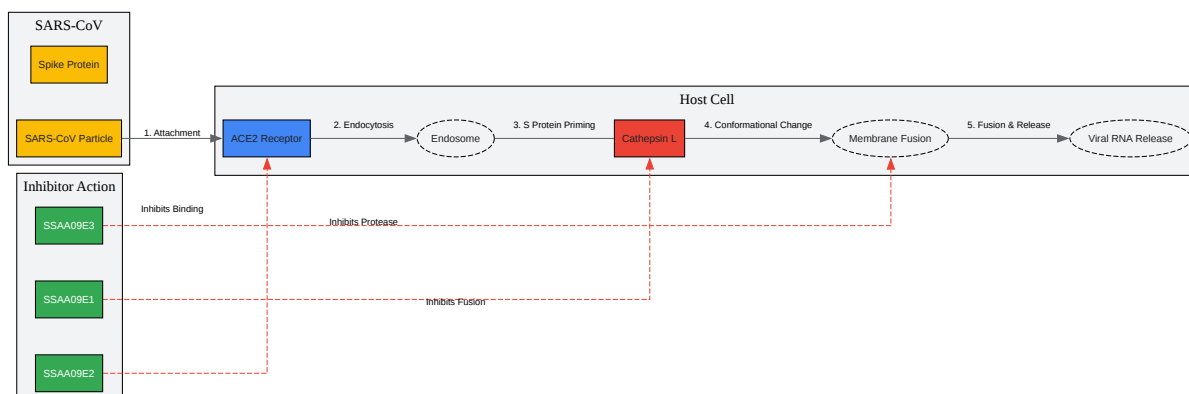 SARS-CoV
Spike Protein
SARS-CoV Particle
1. Attachment
Host Cell
ACE2 Receptor
2. Endocytosis
Endosome
3. S Protein Priming
Cathepsin L
4. Conformational Change
Membrane Fusion
5. Fusion & Release
Viral RNA Release
Inhibitor Action
SSAA09E3
Inhibits Binding
Inhibits Protease
SSAA09E1
Inhibits Fusion
SSAA09E2